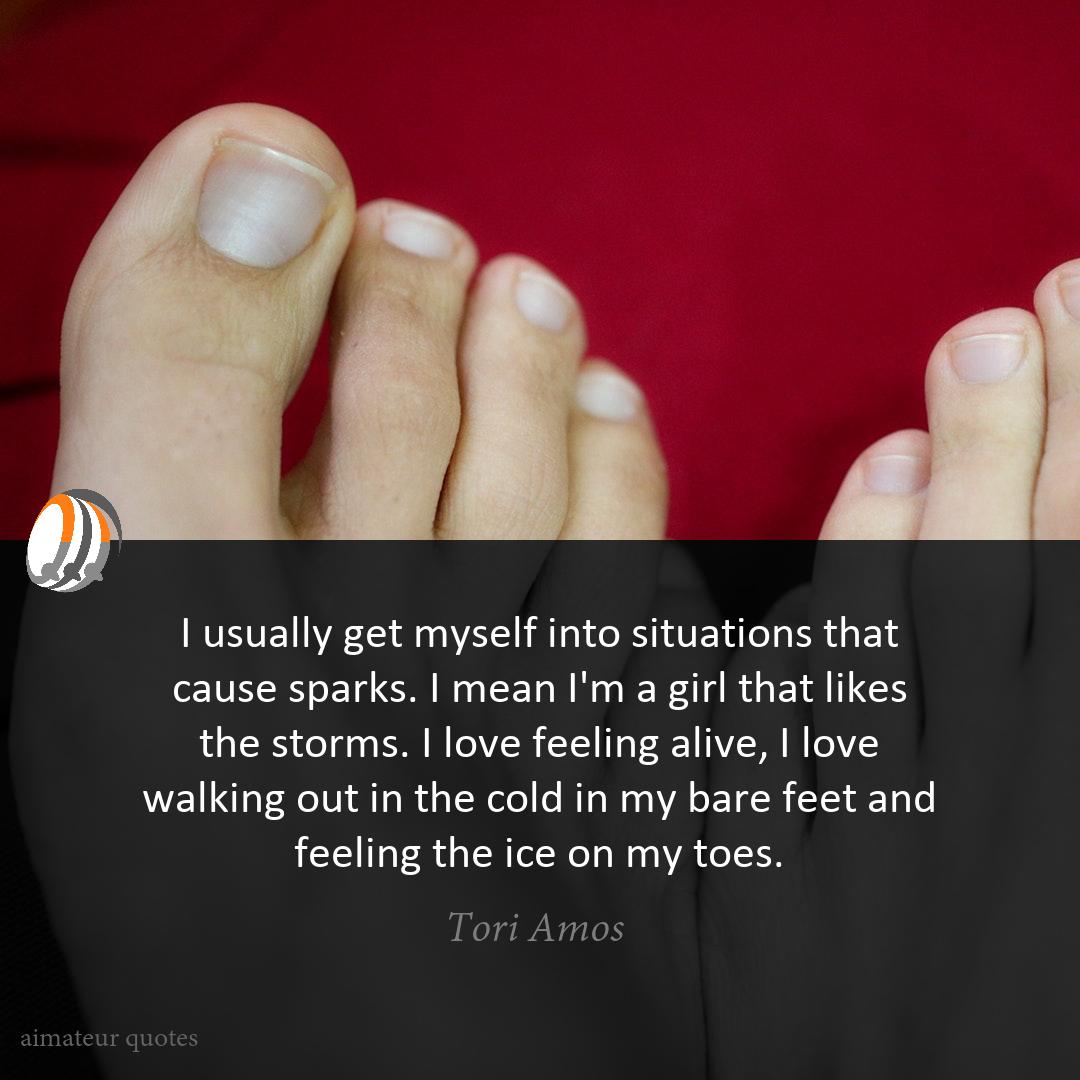 I usually get myself into situations that
cause sparks. I mean I'm a girl that likes
the storms. I love feeling alive, I love
walking out in the cold in my bare feet and
feeling the ice on my toes.
Tori Amos
aimateur quotes